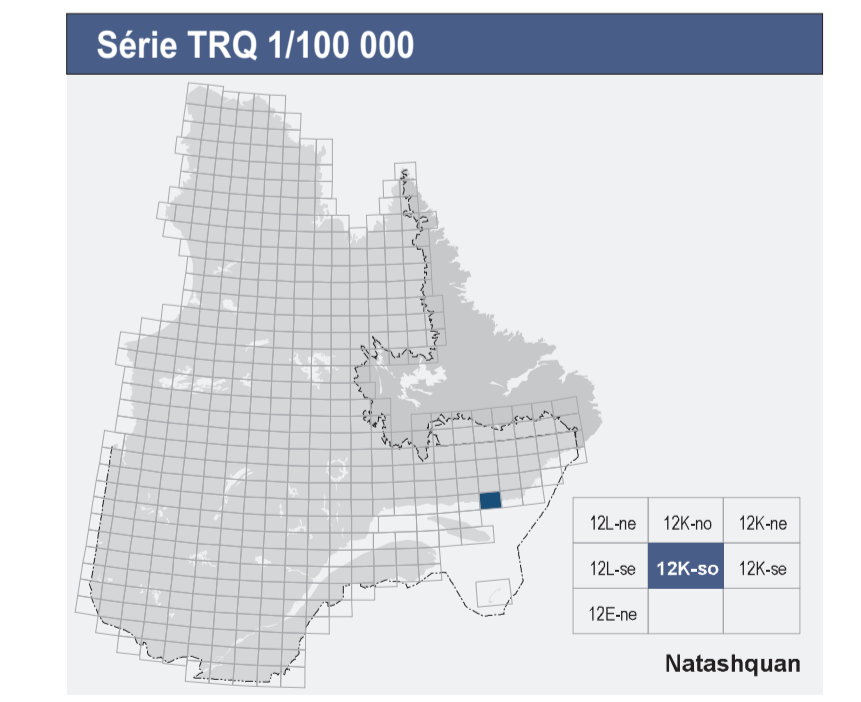 Série TRQ 1/100 000
12L-ne 12K-no 12K-ne
12L-se 12K-so 12K-se
12E-ne
Natashquan